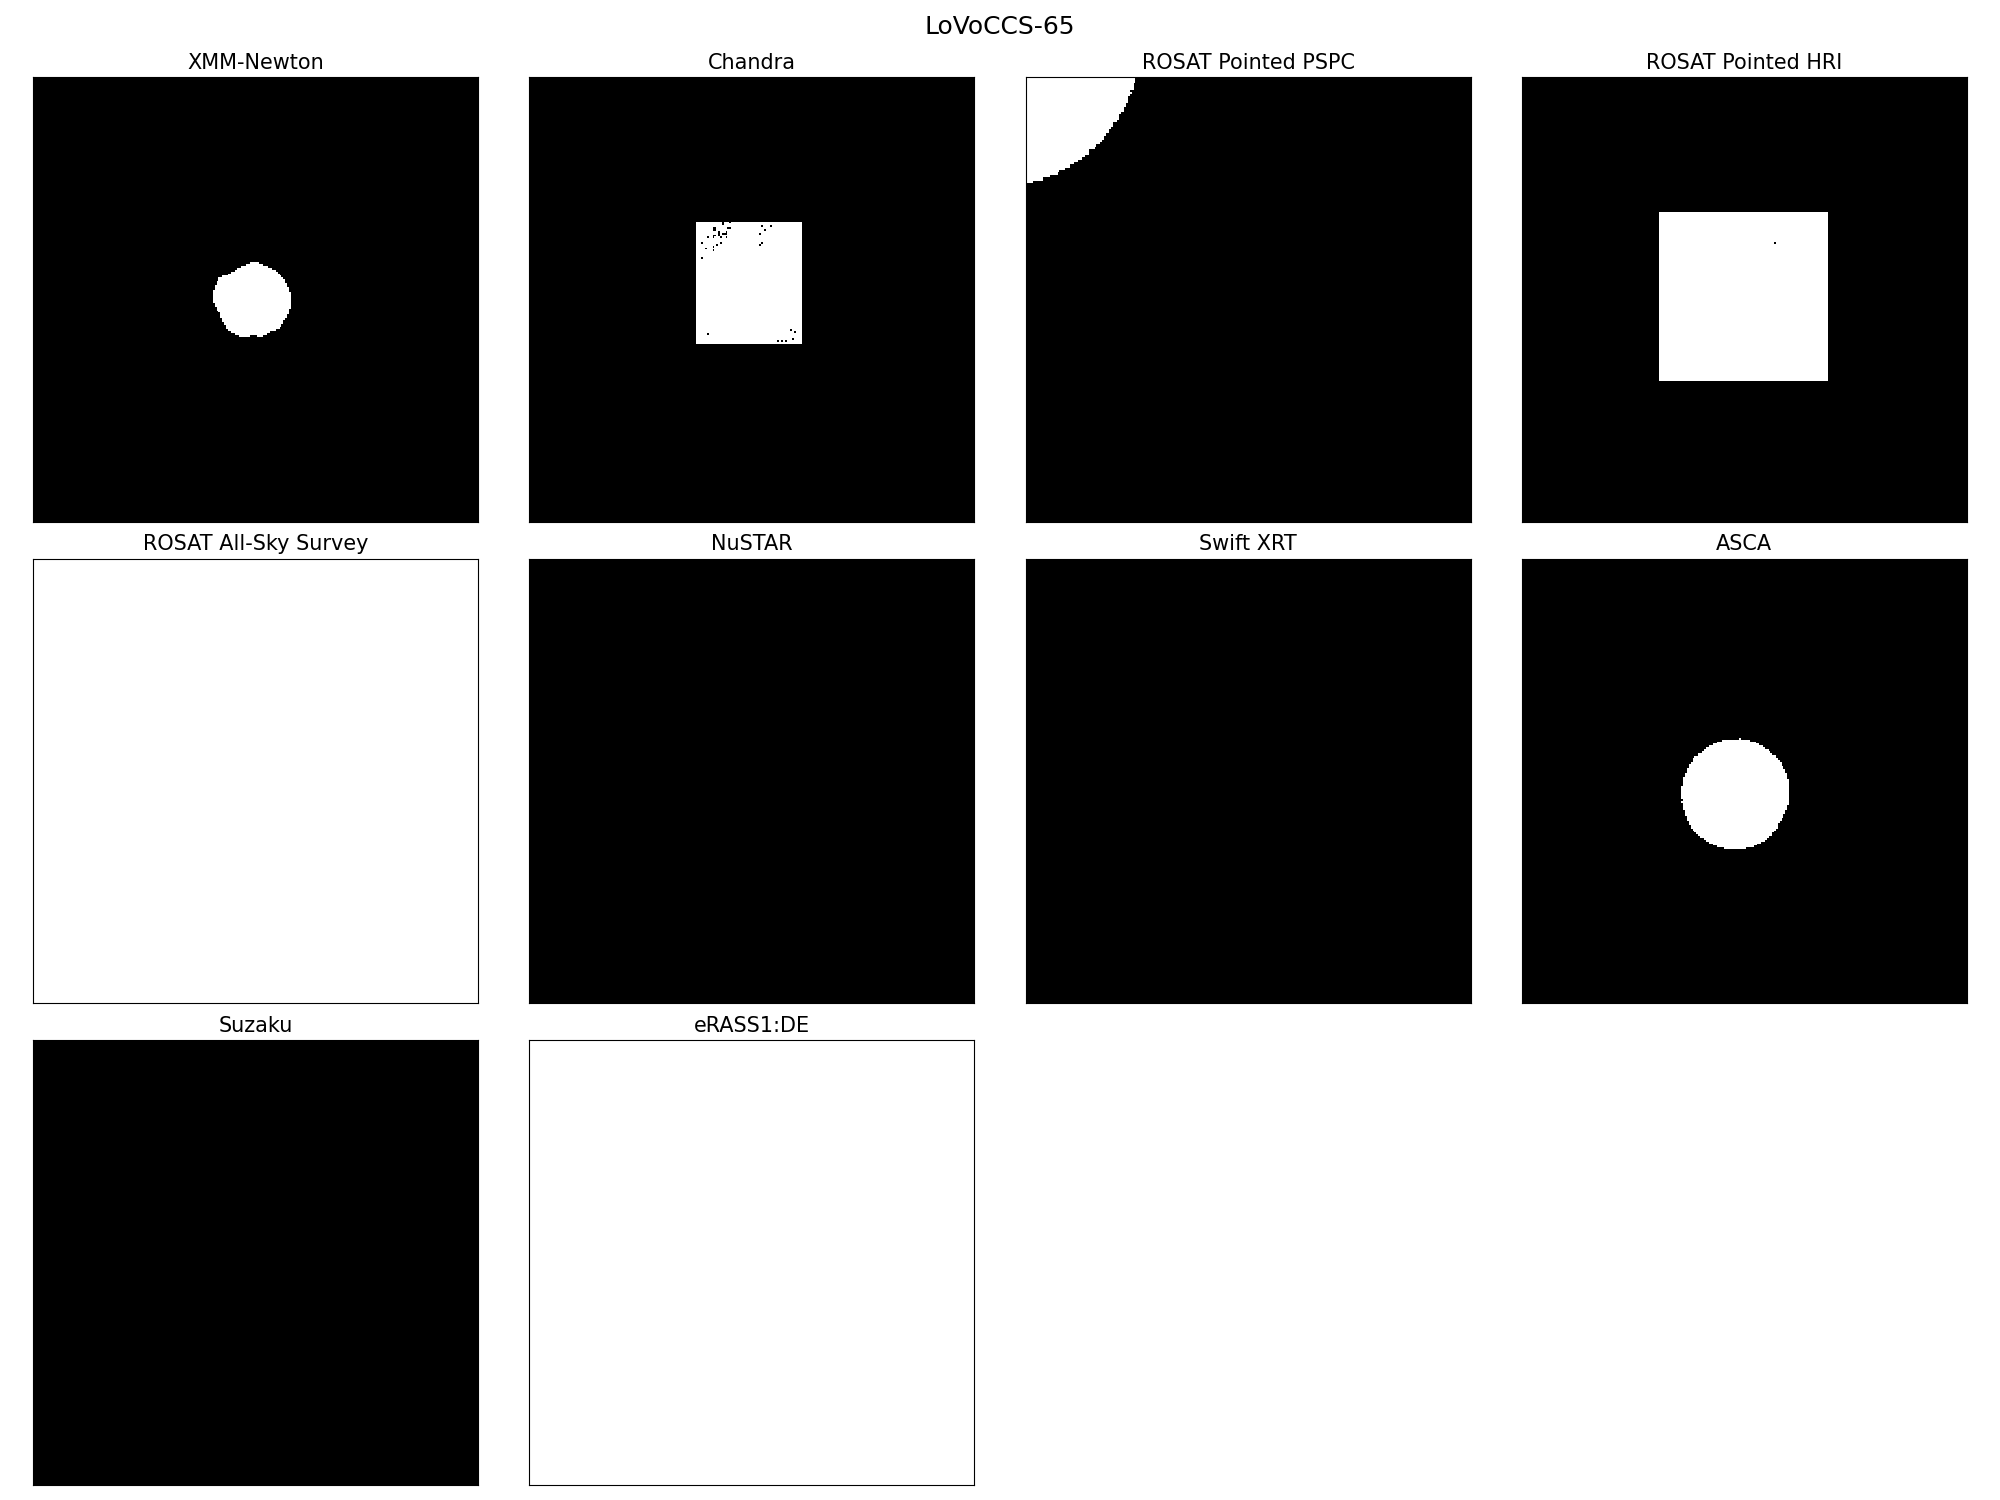 LoVoCCS-65
XMM-Newton
Chandra
ROSAT Pointed PSPC
ROSAT Pointed HRI
ROSAT All-Sky Survey
NuSTAR
Swift XRT
ASCA
Suzaku
eRASS1:DE